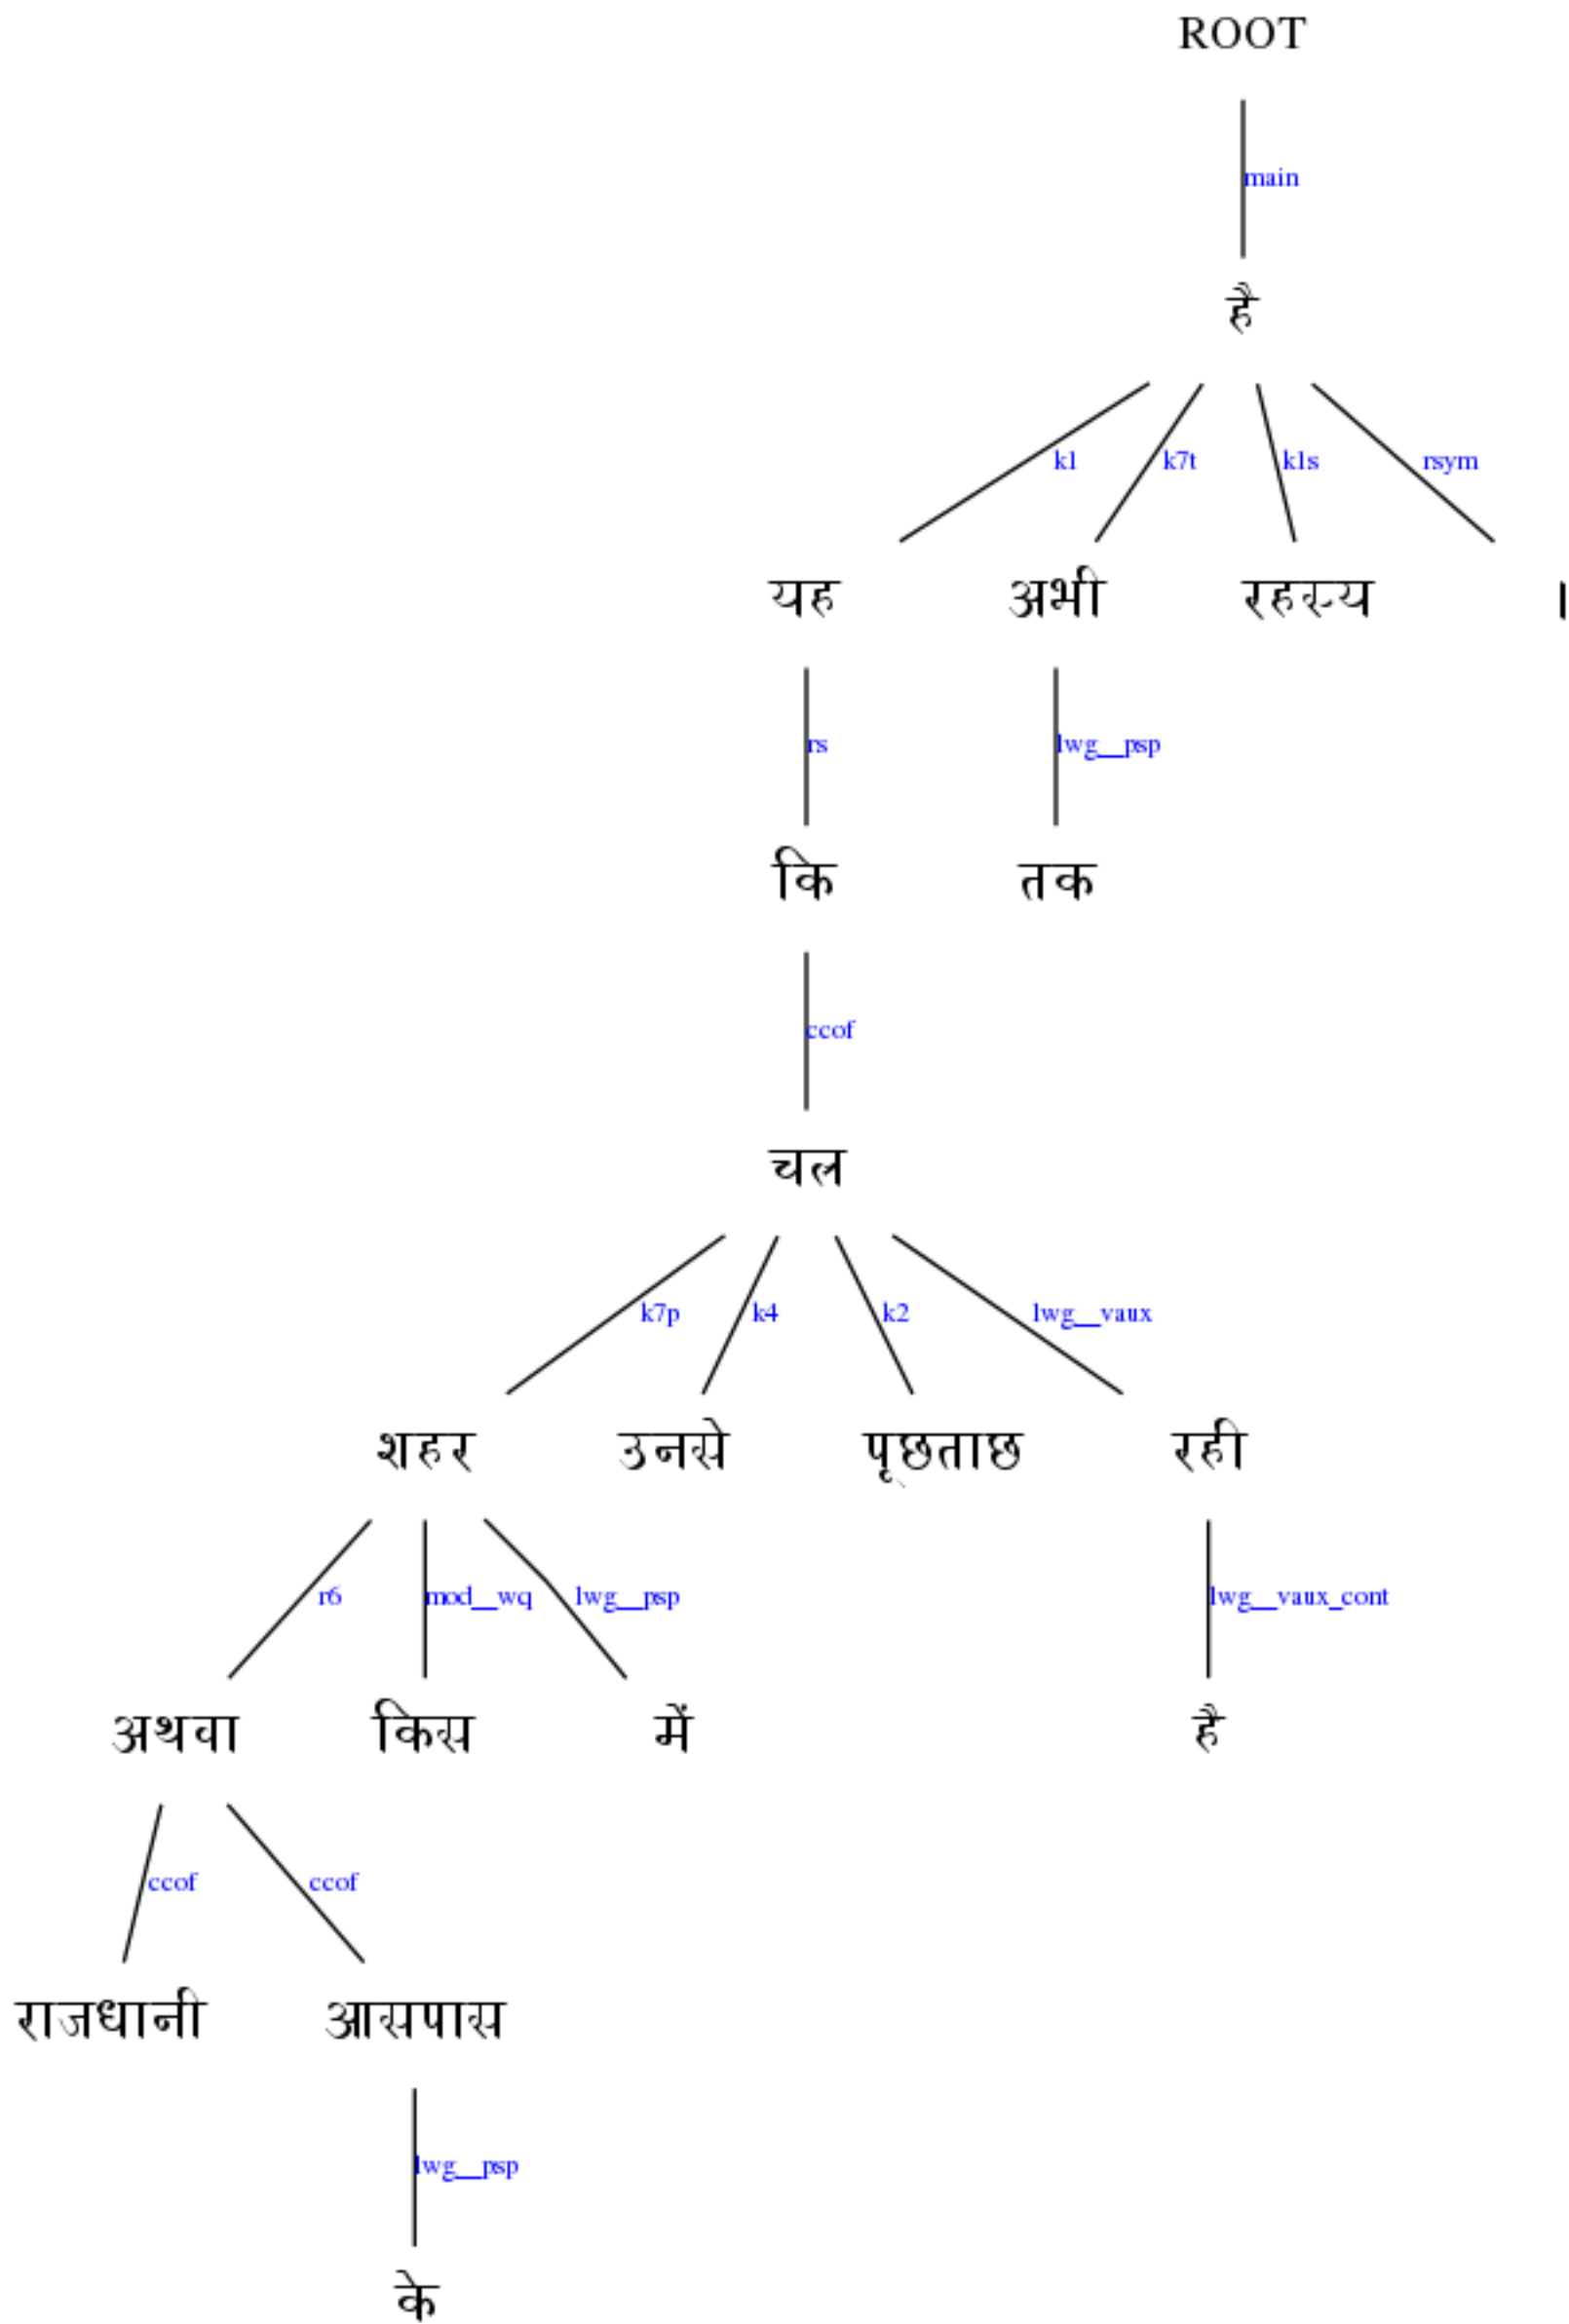 ROOT
main
है
k1 k7t k1s rsym
यह अभी रहस्य ।
rs lwg__psp
कि तक
ccof
चल
k7p k4 k2 lwg__vaux
शहर उनसे पूछताछ रही
r6 mod__wq lwg__psp lwg__vaux_cont
अथवा किस में है
ccof ccof
राजधानी आसपास
lwg__psp
के